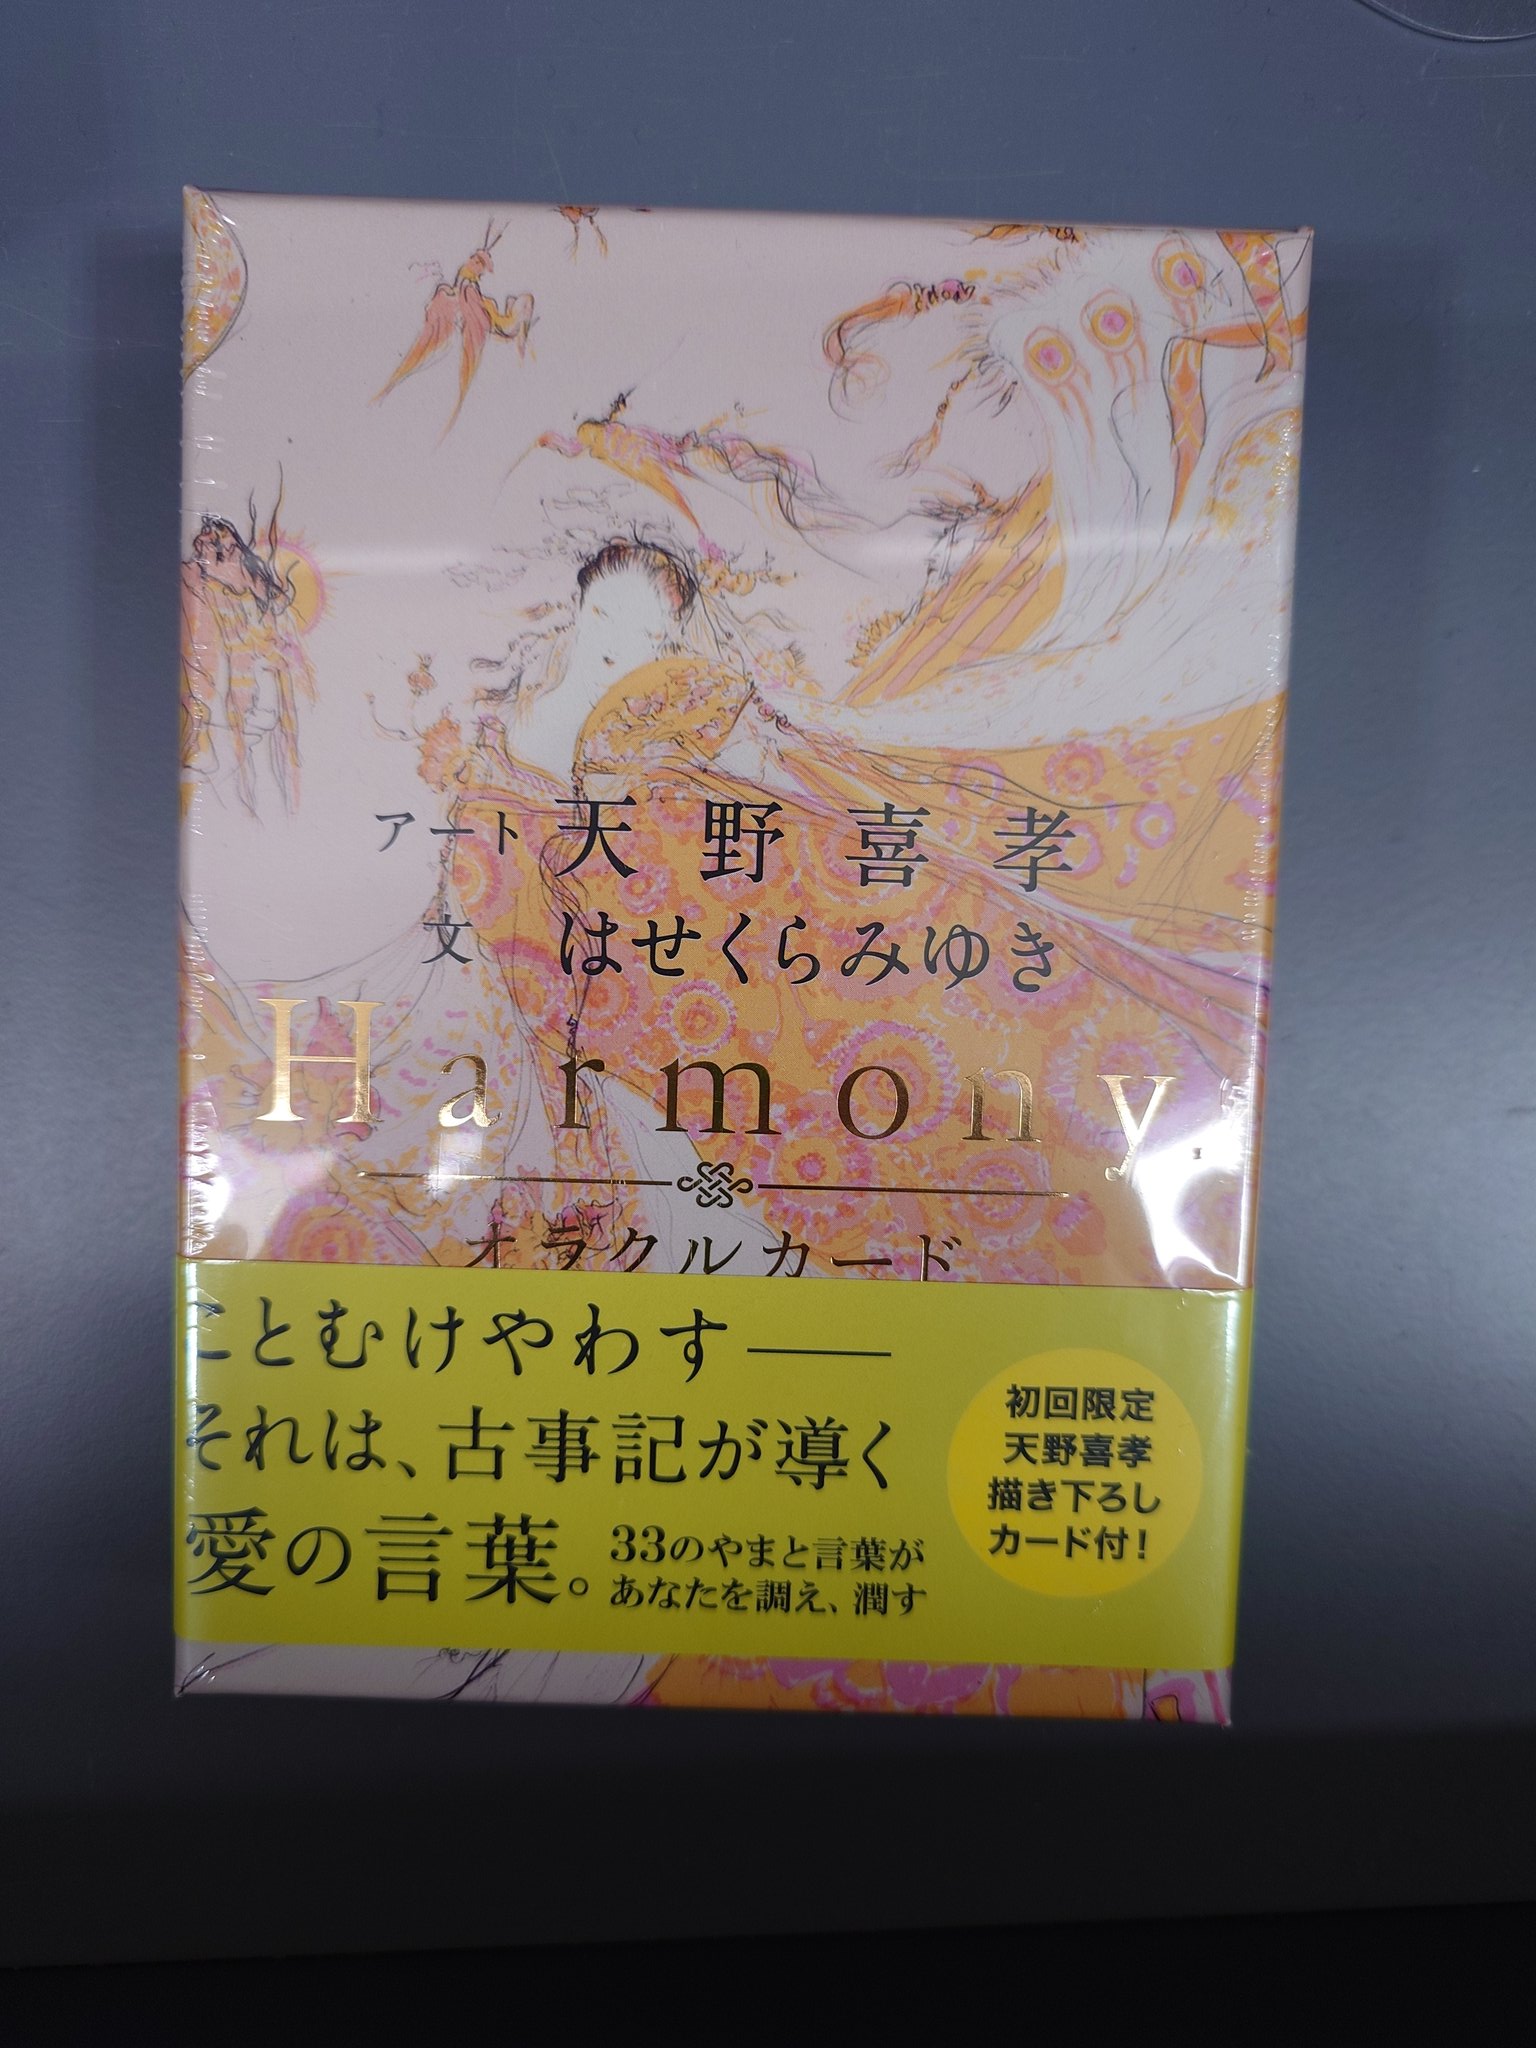 アート 天野喜孝
文 はせくらみゆき
Harmony
オラクルカード
ことむけやわす――
それは、古事記が導く
愛の言葉。
33のやまと言葉が
あなたを調え、潤す
初回限定
天野喜孝
描き下ろし
カード付!